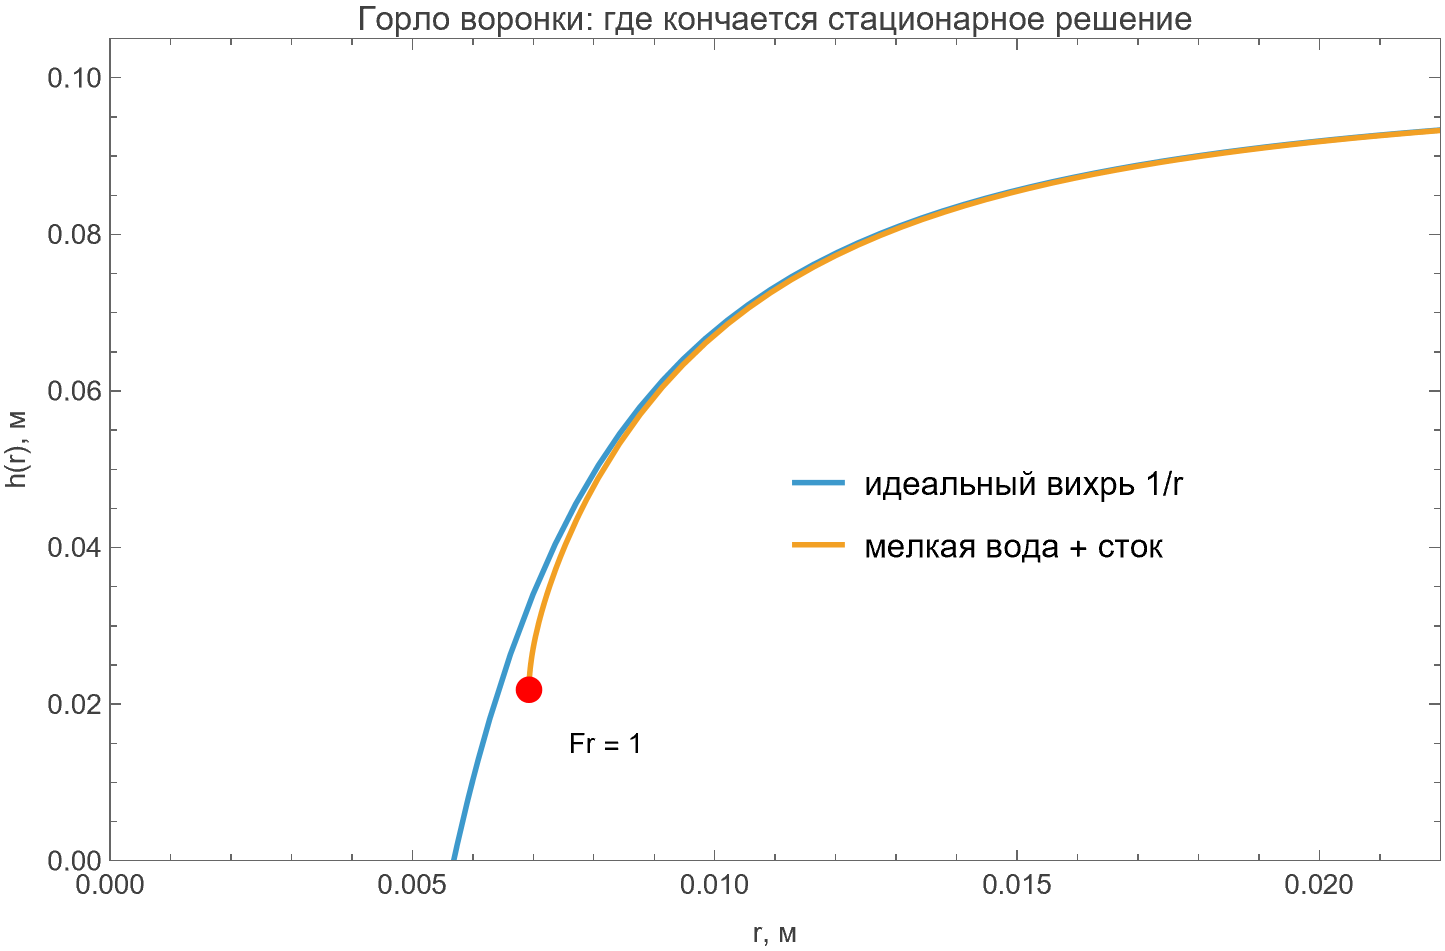 Горло воронки: где кончается стационарное решение
0.10
0.08
0.06
0.04
0.02
0.00
h(r), м
идеальный вихрь 1/r
мелкая вода + сток
Fr = 1
0.000 0.005 0.010 0.015 0.020
r, м